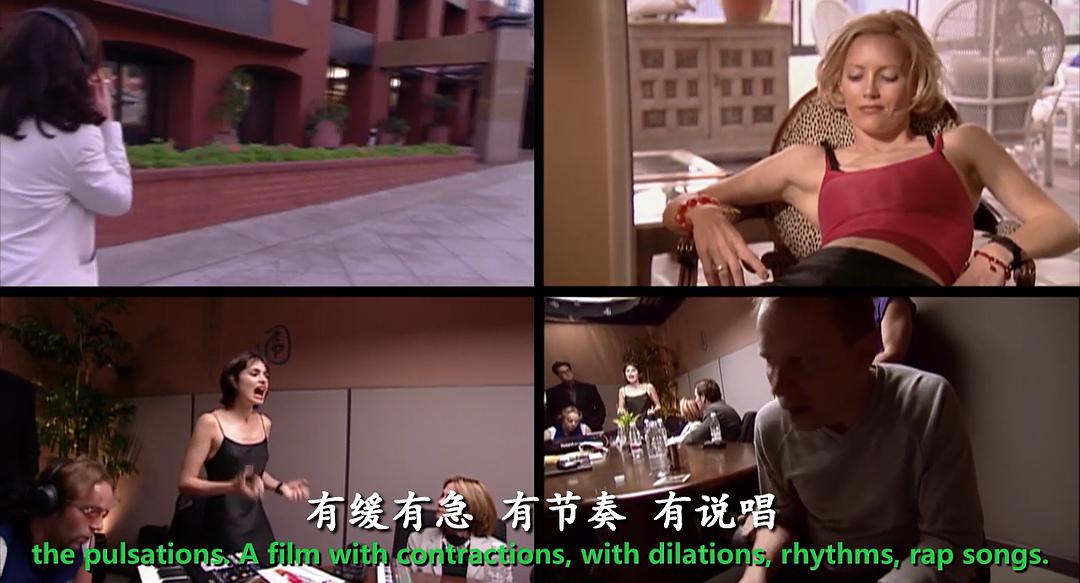 有缓有急 有节奏 有说唱
the pulsations. A film with contractions, with dilations, rhythms, rap songs.